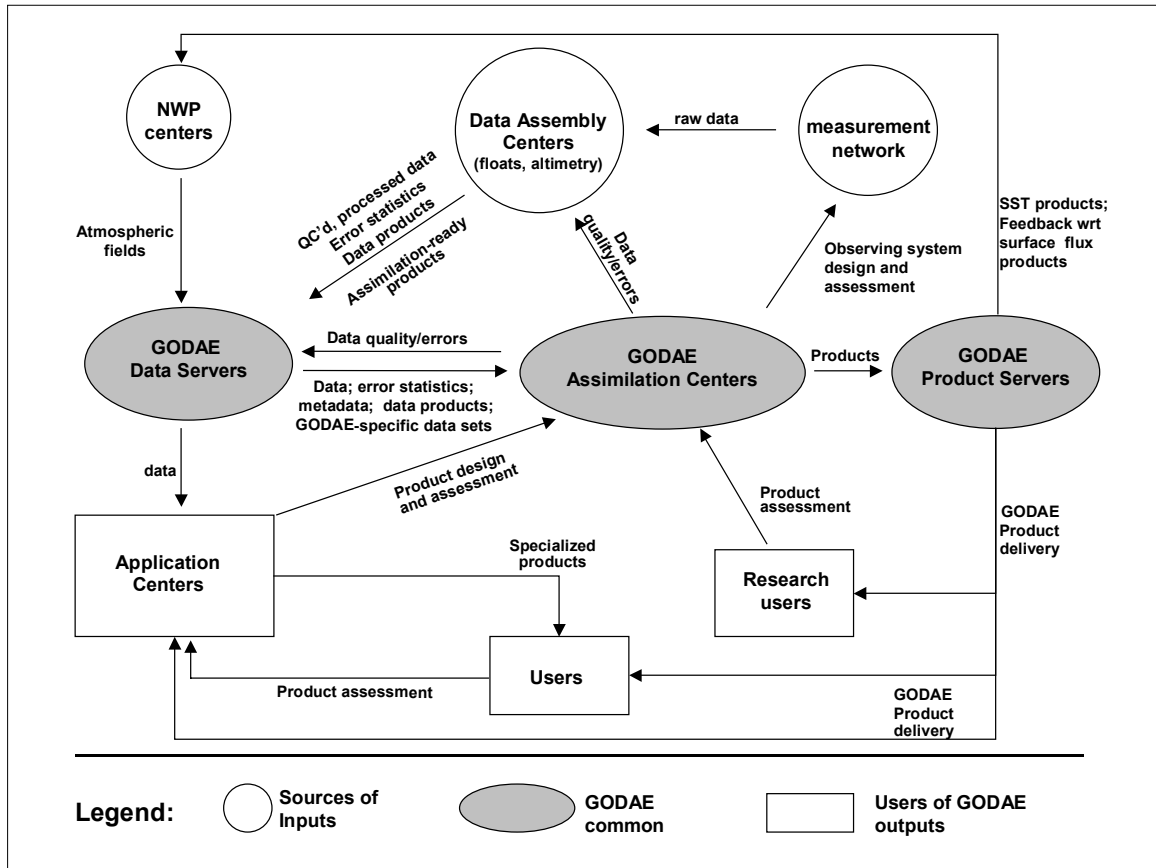 NWP
centers
Data Assembly
Centers
(floats, altimetry)
raw data
measurement
network
Atmospheric
fields
QC'd, processed data
Error statistics
Data products
Assimilation-ready
products
Data
quality/errors
Observing system
design and
assessment
SST products;
Feedback wrt
surface flux
products
GODAE
Data Servers
Data quality/errors
Data; error statistics;
metadata; data products;
GODAE-specific data sets
GODAE
Assimilation Centers
Products
GODAE
Product Servers
data
Product design
and assessment
Product
assessment
GODAE
Product
delivery
Application
Centers
Specialized
products
Research
users
Users
Product assessment
GODAE
Product
delivery
Legend:
Sources of
Inputs
GODAE
common
Users of GODAE
outputs